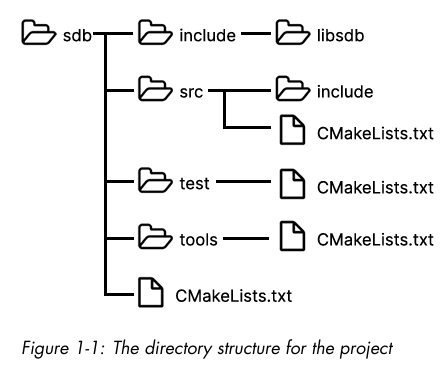 sdb include libsdb
src include
CMakeLists.txt
test CMakeLists.txt
tools CMakeLists.txt
CMakeLists.txt
Figure 1-1: The directory structure for the project